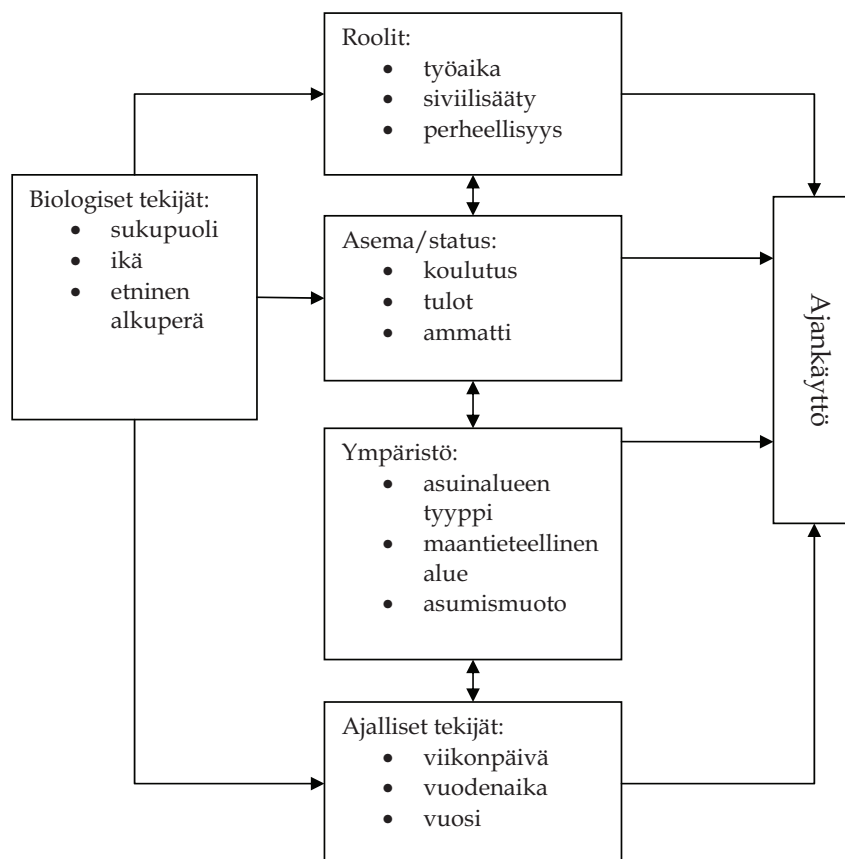 Roolit:
• työaika
• siviilisääty
• perheellisyys
Biologiset tekijät:
• sukupuoli
• ikä
• etninen
alkuperä
Asema/status:
• koulutus
• tulot
• ammatti
Ympäristö:
• asuinalueen
tyyppi
• maantieteellinen
alue
• asumismuoto
Ajalliset tekijät:
• viikonpäivä
• vuodenaika
• vuosi
Ajankäyttö